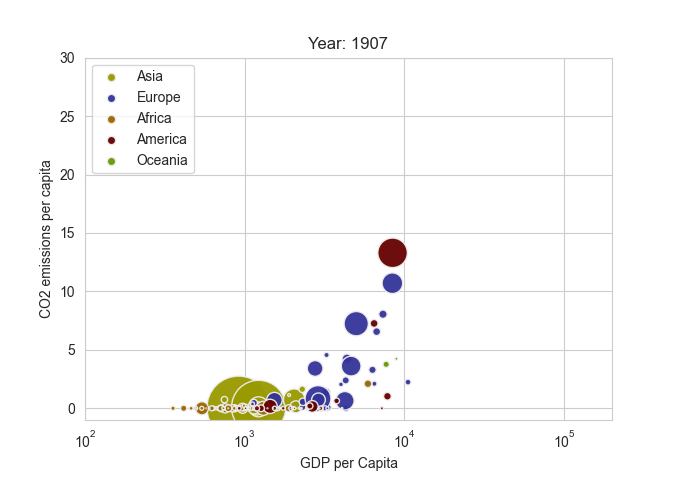 Year: 1907
30
25
20
15
10
5
0
CO2 emissions per capita
Asia
Europe
Africa
America
Oceania
10²
10³
10⁴
10⁵
GDP per Capita